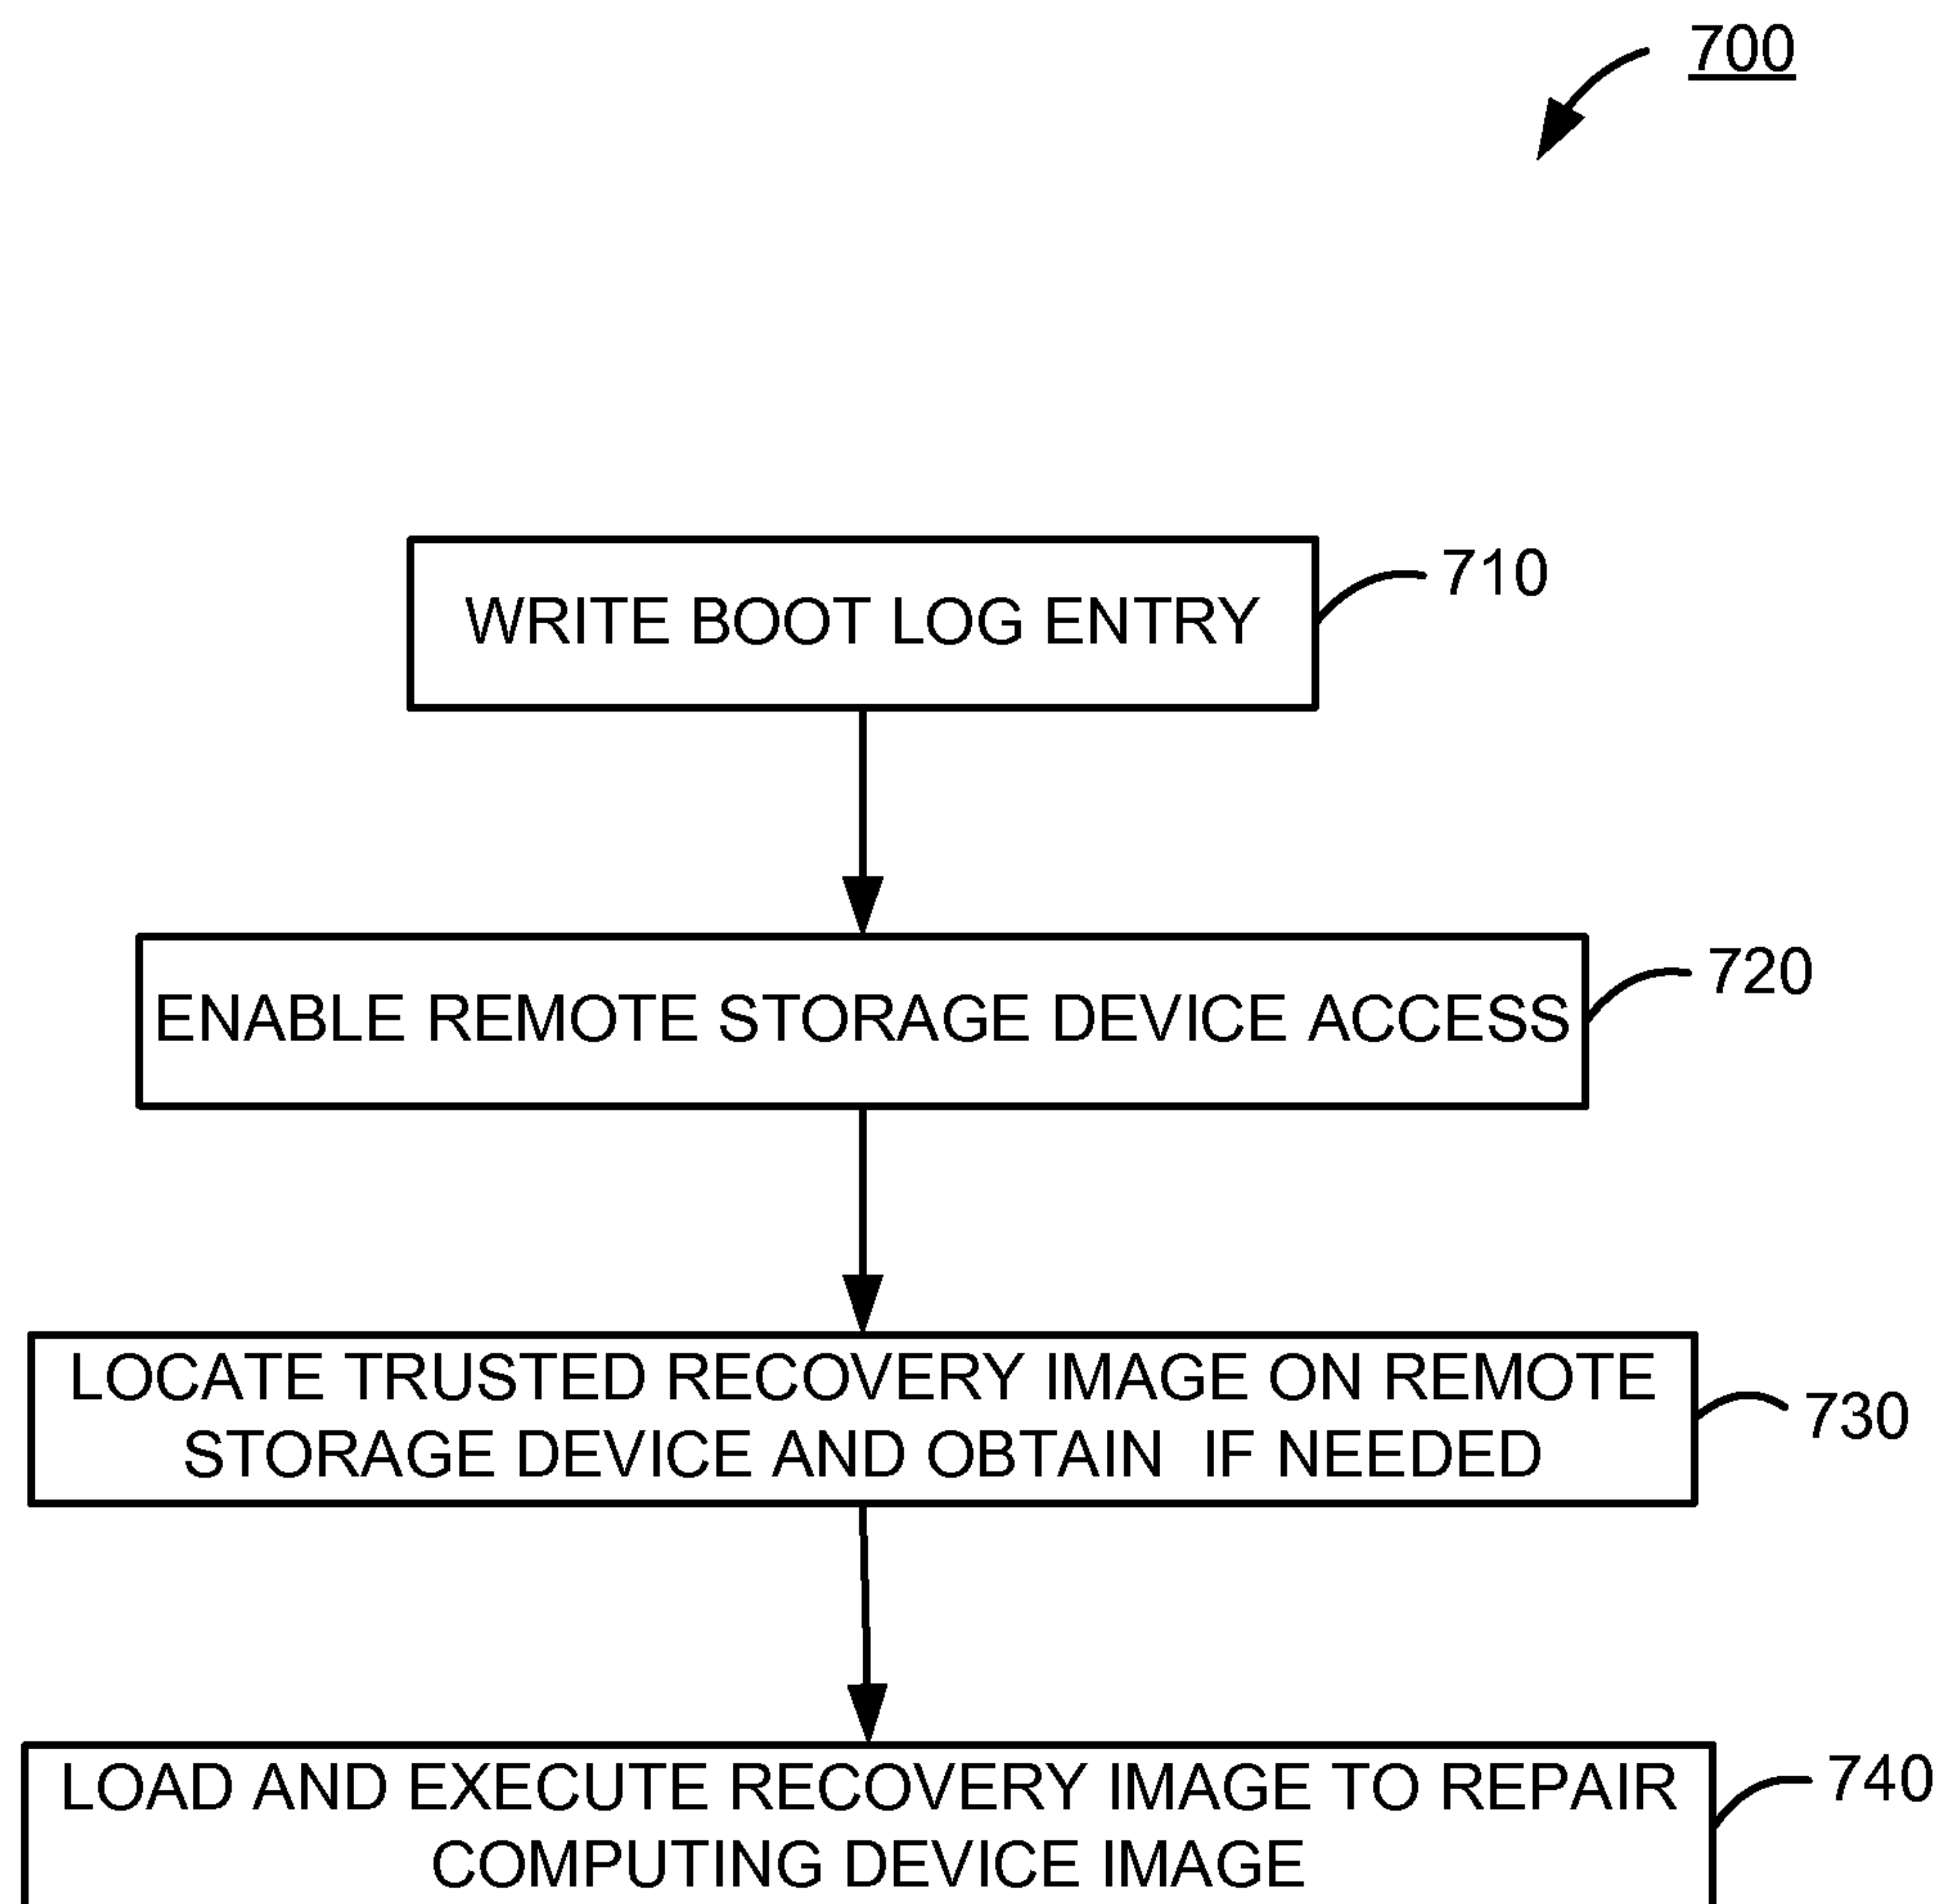 700
WRITE BOOT LOG ENTRY
710
ENABLE REMOTE STORAGE DEVICE ACCESS
720
LOCATE TRUSTED RECOVERY IMAGE ON REMOTE
STORAGE DEVICE AND OBTAIN IF NEEDED
730
LOAD AND EXECUTE RECOVERY IMAGE TO REPAIR
COMPUTING DEVICE IMAGE
740